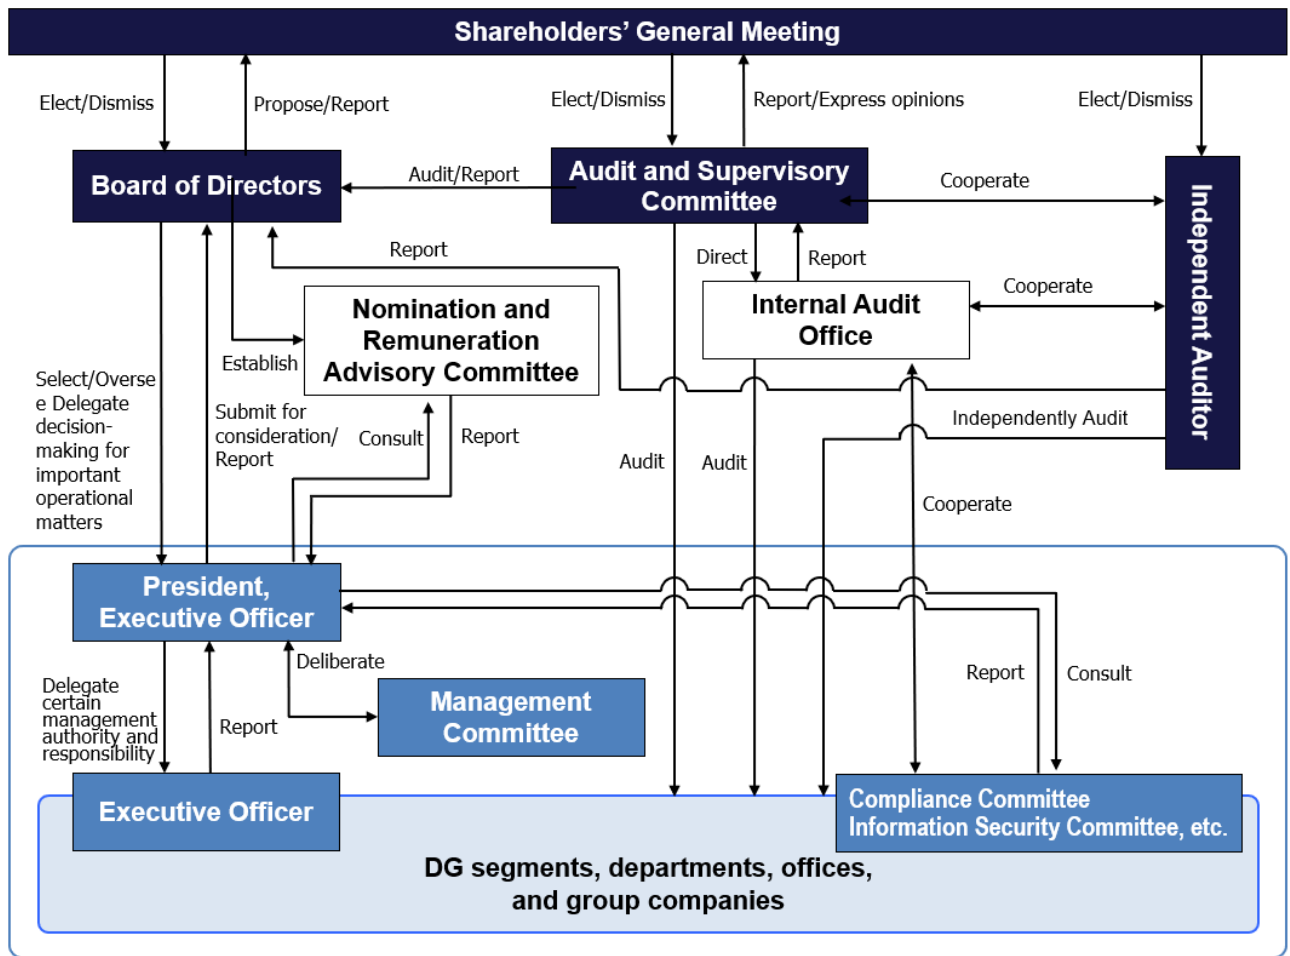 Shareholders’ General Meeting
Elect/Dismiss
Propose/Report
Elect/Dismiss
Report/Express opinions
Elect/Dismiss
Board of Directors
Audit/Report
Audit and Supervisory
Committee
Cooperate
Independent Auditor
Report
Direct
Report
Cooperate
Internal Audit
Office
Nomination and
Remuneration
Advisory Committee
Establish
Select/Overse
e Delegate
decision-
making for
important
operational
matters
Submit for
consideration/
Report
Consult
Report
Independently Audit
Audit
Audit
Cooperate
President,
Executive Officer
Deliberate
Report
Consult
Delegate
certain
management
authority and
responsibility
Report
Management
Committee
Executive Officer
Compliance Committee
Information Security Committee, etc.
DG segments, departments, offices,
and group companies